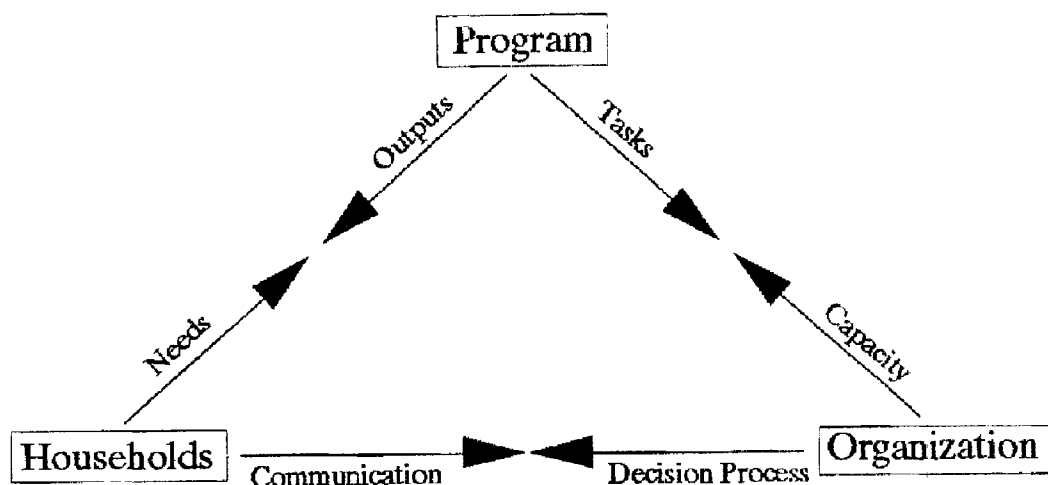 Program
Outputs
Tasks
Needs
Capacity
Households
Communication
Decision Process
Organization